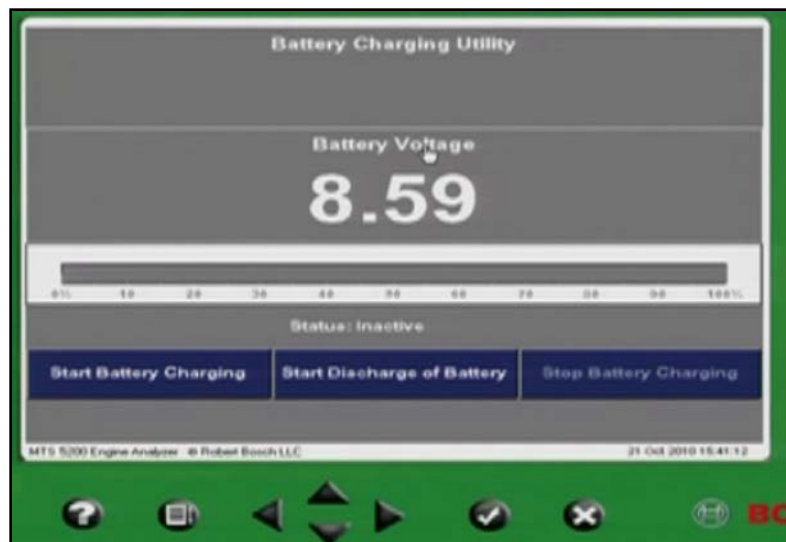 Battery Charging Utility
Battery Voltage
8.59
0% 10 20 30 40 50 60 70 80 90 100%
Status: Inactive
Start Battery Charging Start Discharge of Battery Stop Battery Charging
MTS 5200 Engine Analyzer © Robert Bosch LLC 21 Oct 2010 15:41:12
?
BO